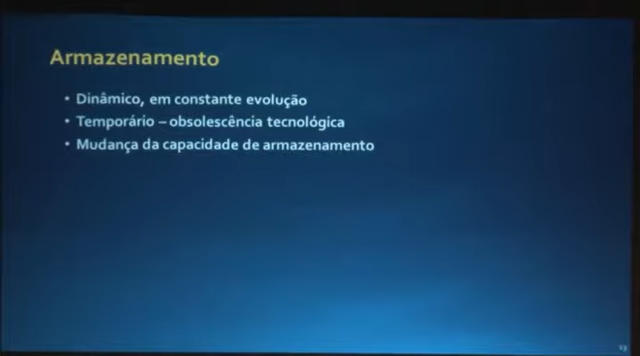 Armazenamento
• Dinâmico, em constante evolução
• Temporário – obsolescência tecnológica
• Mudança da capacidade de armazenamento